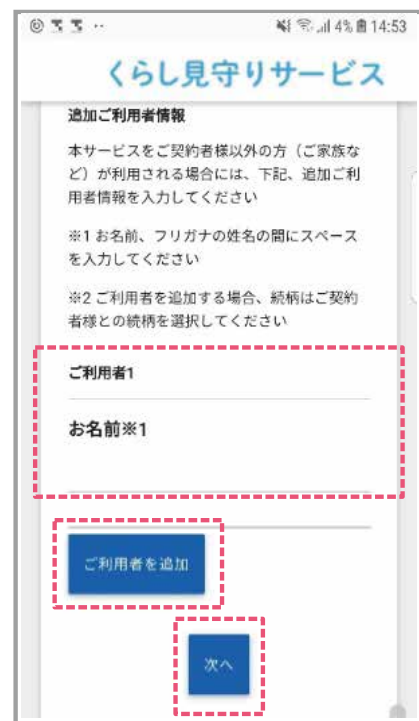 4% 14:53
くらし見守りサービス
追加ご利用者情報
本サービスをご契約者様以外の方（ご家族な
ど）が利用される場合には、下記、追加ご利
用者情報を入力してください
※1 お名前、フリガナの姓名の間にスペース
を入力してください
※2 ご利用者を追加する場合、続柄はご契約
者様との続柄を選択してください
ご利用者1
お名前※1
ご利用者を追加
次へ